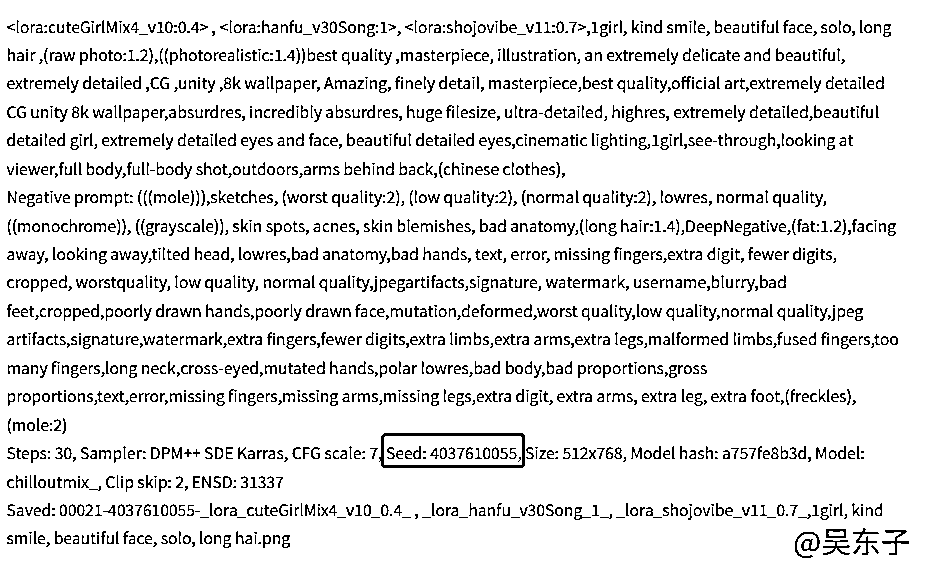 <lora:cuteGirlMix4_v10:0.4> , <lora:hanfu_v30Song:1>, <lora:shojovibe_v11:0.7>,1girl, kind smile, beautiful face, solo, long
hair ,(raw photo:1.2),((photorealistic:1.4))best quality ,masterpiece, illustration, an extremely delicate and beautiful,
extremely detailed ,CG ,unity ,8k wallpaper, Amazing, finely detail, masterpiece,best quality,official art,extremely detailed
CG unity 8k wallpaper,absurdres, incredibly absurdres, huge filesize, ultra-detailed, highres, extremely detailed,beautiful
detailed girl, extremely detailed eyes and face, beautiful detailed eyes,cinematic lighting,1girl,see-through,looking at
viewer,full body,full-body shot,outdoors,arms behind back,(chinese clothes),
Negative prompt: (((mole))),sketches, (worst quality:2), (low quality:2), (normal quality:2), lowres, normal quality,
((monochrome)), ((grayscale)), skin spots, acnes, skin blemishes, bad anatomy,(long hair:1.4),DeepNegative,(fat:1.2),facing
away, looking away,tilted head, lowres,bad anatomy,bad hands, text, error, missing fingers,extra digit, fewer digits,
cropped, worstquality, low quality, normal quality,jpegartifacts,signature, watermark, username,blurry,bad
feet,cropped,poorly drawn hands,poorly drawn face,mutation,deformed,worst quality,low quality,normal quality,jpeg
artifacts,signature,watermark,extra fingers,fewer digits,extra limbs,extra arms,extra legs,malformed limbs,fused fingers,too
many fingers,long neck,cross-eyed,mutated hands,polar lowres,bad body,bad proportions,gross
proportions,text,error,missing fingers,missing arms,missing legs,extra digit, extra arms, extra leg, extra foot,(freckles),
(mole:2)
Steps: 30, Sampler: DPM++ SDE Karras, CFG scale: 7, Seed: 4037610055, Size: 512x768, Model hash: a757fe8b3d, Model:
chilloutmix_, Clip skip: 2, ENSD: 31337
Saved: 00021-4037610055-_lora_cuteGirlMix4_v10_0.4_ , _lora_hanfu_v30Song_1_, _lora_shojovibe_v11_0.7_,1girl, kind
smile, beautiful face, solo, long hai.png
@吴东子